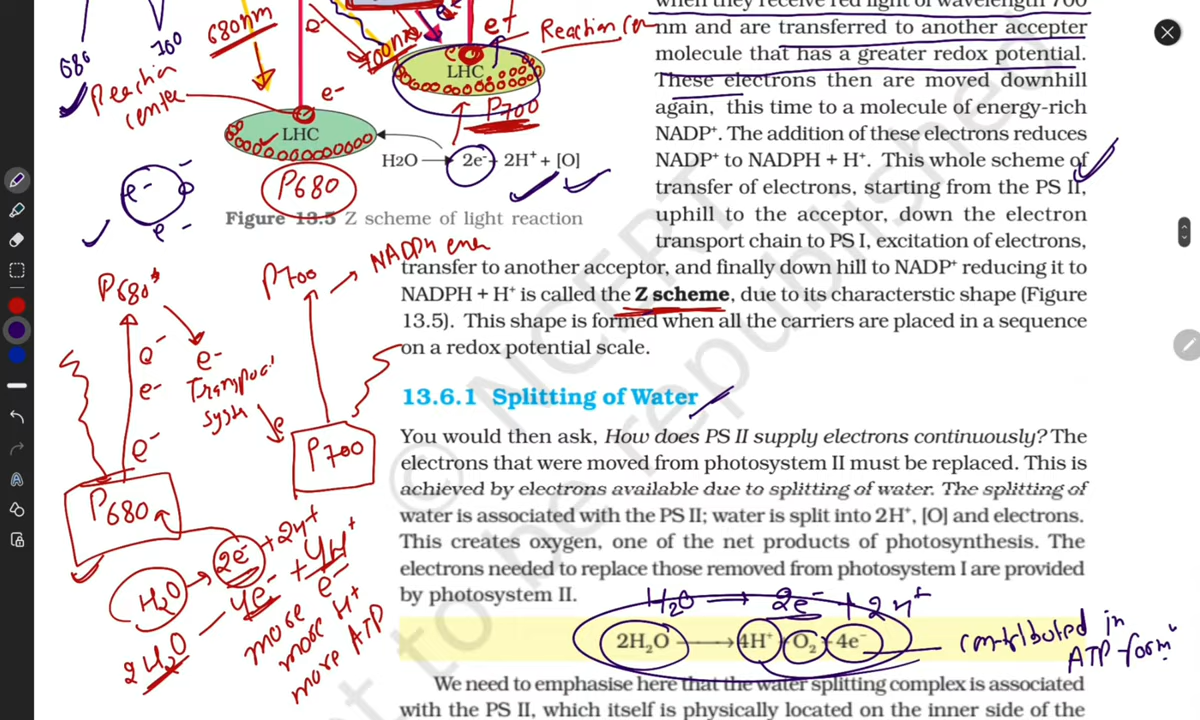 when they receive red light of wavelength 700
nm and are transferred to another accepter
molecule that has a greater redox potential.
These electrons then are moved downhill
again, this time to a molecule of energy-rich
NADP⁺. The addition of these electrons reduces
NADP⁺ to NADPH + H⁺. This whole scheme of
transfer of electrons, starting from the PS II,
uphill to the acceptor, down the electron
transport chain to PS I, excitation of electrons,
transfer to another acceptor, and finally down hill to NADP⁺ reducing it to
NADPH + H⁺ is called the Z scheme, due to its characterstic shape (Figure
13.5). This shape is formed when all the carriers are placed in a sequence
on a redox potential scale.
680
700
680nm
700nm
Reaction
center
e-
e-
LHC
LHC
P700
P680
H2O → 2e⁻+ 2H⁺ + [O]
e-
e-
Figure 13.5 Z scheme of light reaction
P680*
P700
NADPH
e-
e-
e-
e-
Transport
P700
P680
H₂O → 2e⁻ + 2H⁺
2H₂O 4e⁻ + 4H⁺
more e⁻
more H⁺
more ATP
13.6.1 Splitting of Water
You would then ask, How does PS II supply electrons continuously? The
electrons that were moved from photosystem II must be replaced. This is
achieved by electrons available due to splitting of water. The splitting of
water is associated with the PS II; water is split into 2H⁺, [O] and electrons.
This creates oxygen, one of the net products of photosynthesis. The
electrons needed to replace those removed from photosystem I are provided
by photosystem II.
H₂O → 2e⁻ + 2H⁺
2H₂O → 4H⁺ + O₂ + 4e⁻
contributed in
ATP form
We need to emphasise here that the water splitting complex is associated
with the PS II, which itself is physically located on the inner side of the
© NCERT
not to be republished